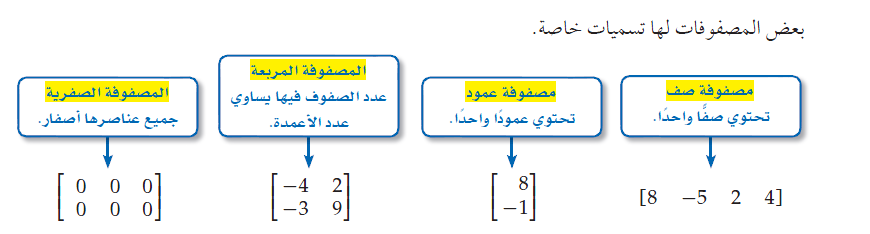 بعض المصفوفات لها تسميات خاصة.
مصفوفة صف
تحتوي صفًّا واحدًا.
[8 −5 2 4]
مصفوفة عمود
تحتوي عمودًا واحدًا.
[8
−1]
المصفوفة المربعة
عدد الصفوف فيها يساوي
عدد الأعمدة.
[−4 2
−3 9]
المصفوفة الصفرية
جميع عناصرها أصفار.
[0 0 0
0 0 0]